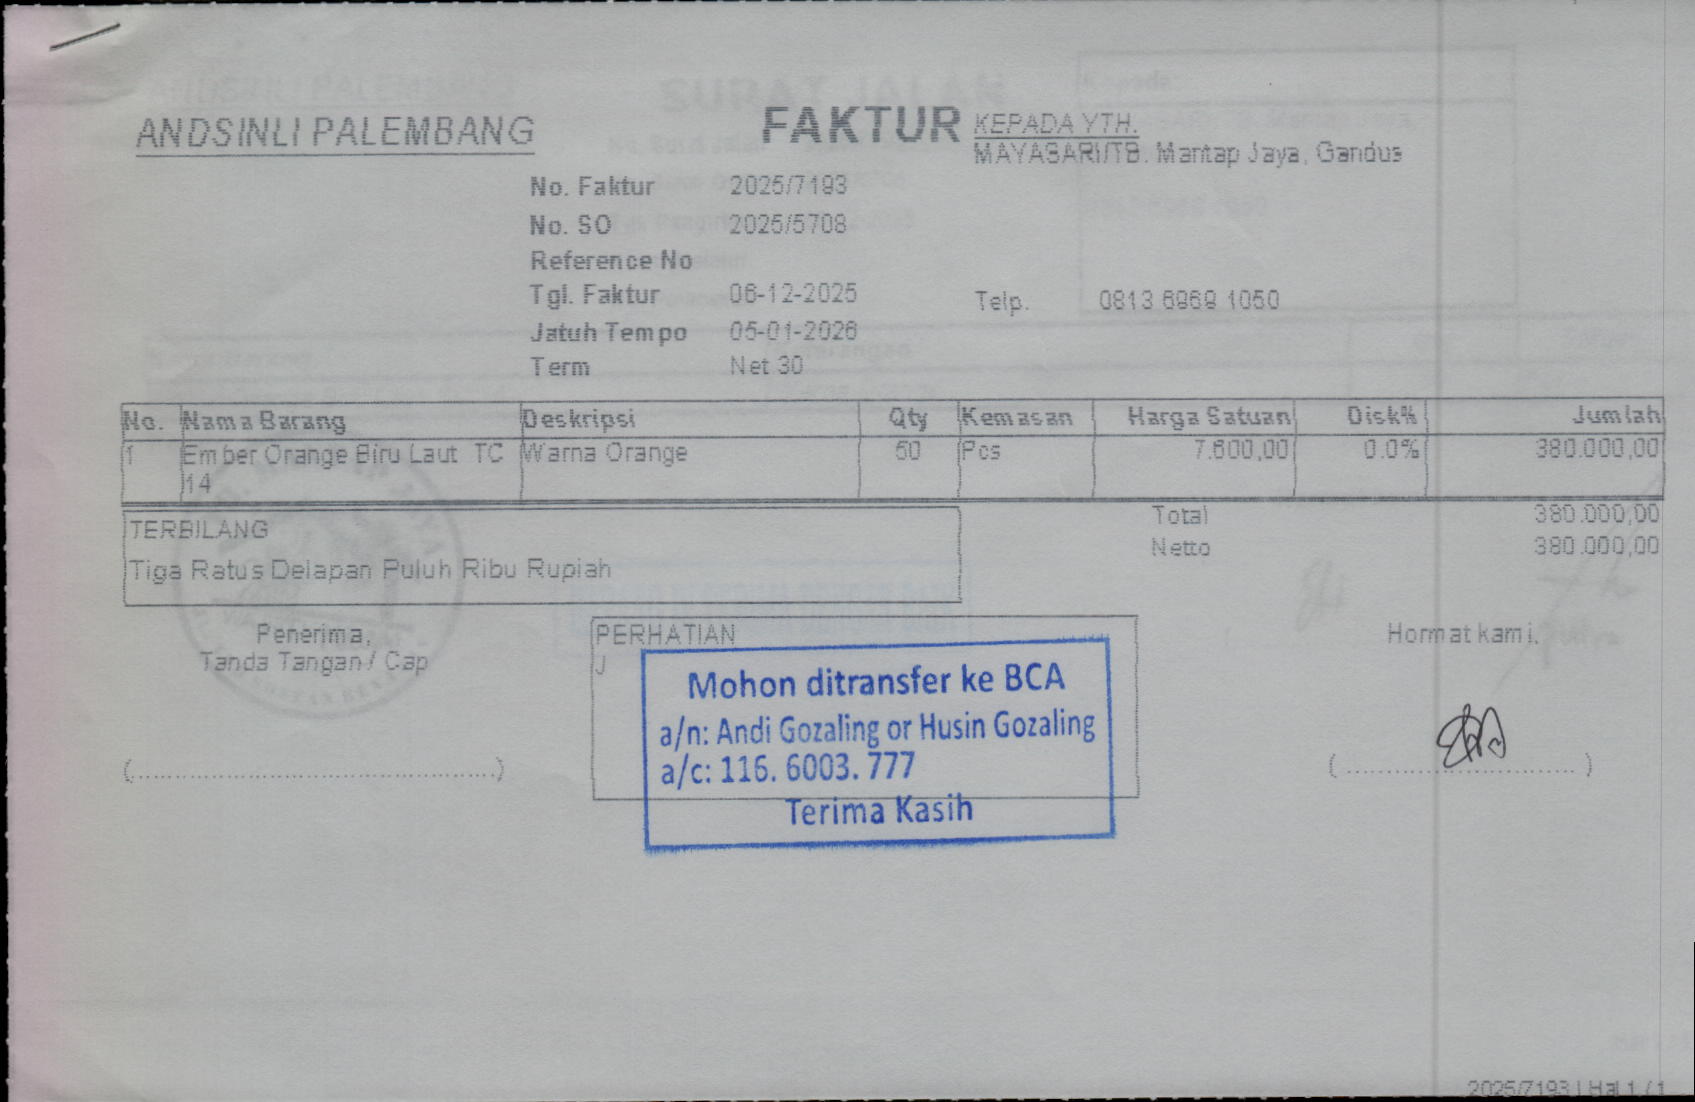 ANDSINLI PALEMBANG
FAKTUR
KEPADA YTH.
MAYASARI/TB. Mantap Jaya, Gandus
No. Faktur 2025/7193
No. SO 2025/5708
Reference No
Tgl. Faktur 06-12-2025
Telp. 0813 6969 1050
Jatuh Tempo 05-01-2026
Term Net 30
No. Nama Barang Deskripsi Qty Kemasan Harga Satuan Disk% Jumlah
1 Ember Orange Biru Laut TC Warna Orange 50 Pcs 7.600,00 0.0% 380.000,00
14
TERBILANG
Tiga Ratus Delapan Puluh Ribu Rupiah
Total 380.000,00
Netto 380.000,00
Penerima,
Tanda Tangan / Cap
PERHATIAN
J
Mohon ditransfer ke BCA
a/n: Andi Gozaling or Husin Gozaling
a/c: 116. 6003. 777
Terima Kasih
Hormat kami.
2025/7193 | Hal 1 / 1